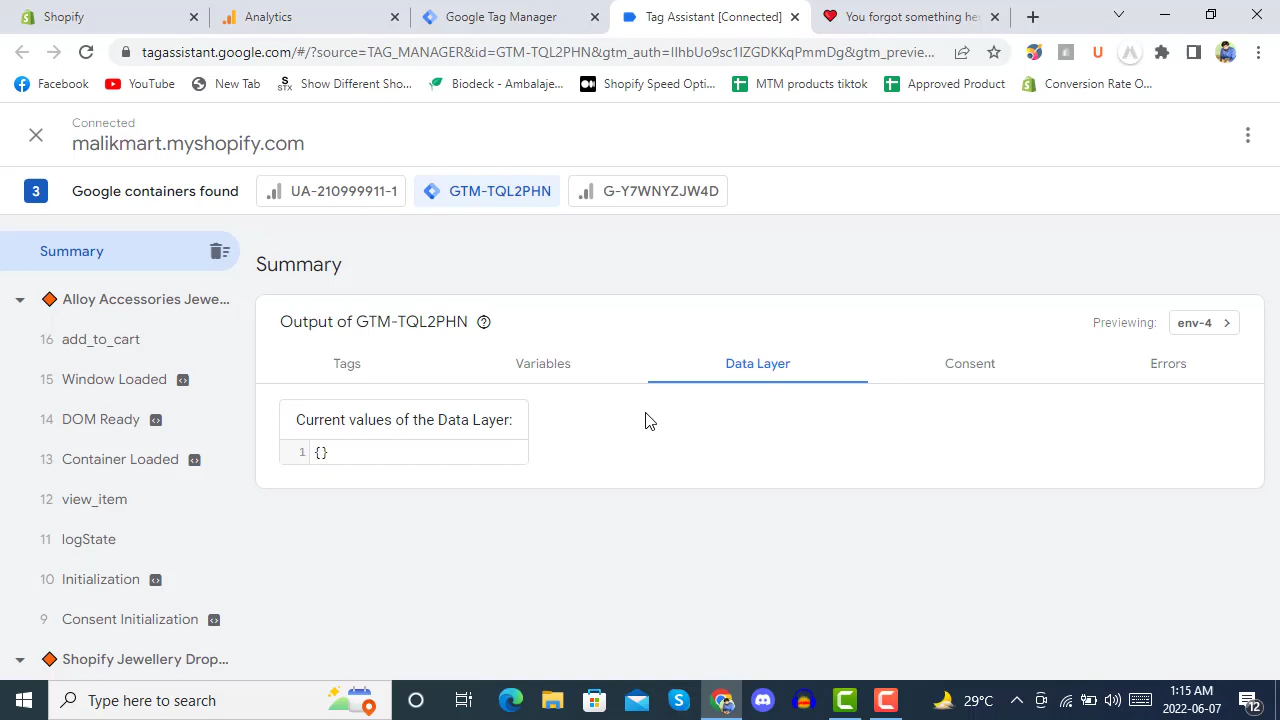 Shopify
Analytics
Google Tag Manager
Tag Assistant [Connected]
You forgot something he
tagassistant.google.com/#/?source=TAG_MANAGER&id=GTM-TQL2PHN&gtm_auth=IIhbUo9sc1IZGDKKqPmmDg&gtm_previe...
Facebook
YouTube
New Tab
STX
Show Different Sho...
Biodeck - Ambalaje...
Shopify Speed Opti...
MTM products tiktok
Approved Product
Conversion Rate O...
Connected
malikmart.myshopify.com
3
Google containers found
UA-210999911-1
GTM-TQL2PHN
G-Y7WNYZJW4D
Summary
Alloy Accessories Jewe...
16 add_to_cart
15 Window Loaded
14 DOM Ready
13 Container Loaded
12 view_item
11 logState
10 Initialization
9 Consent Initialization
Shopify Jewellery Drop...
Summary
Output of GTM-TQL2PHN
Previewing:
env-4
Tags
Variables
Data Layer
Consent
Errors
Current values of the Data Layer:
1 {}
Type here to search
29°C
1:15 AM
2022-06-07
12